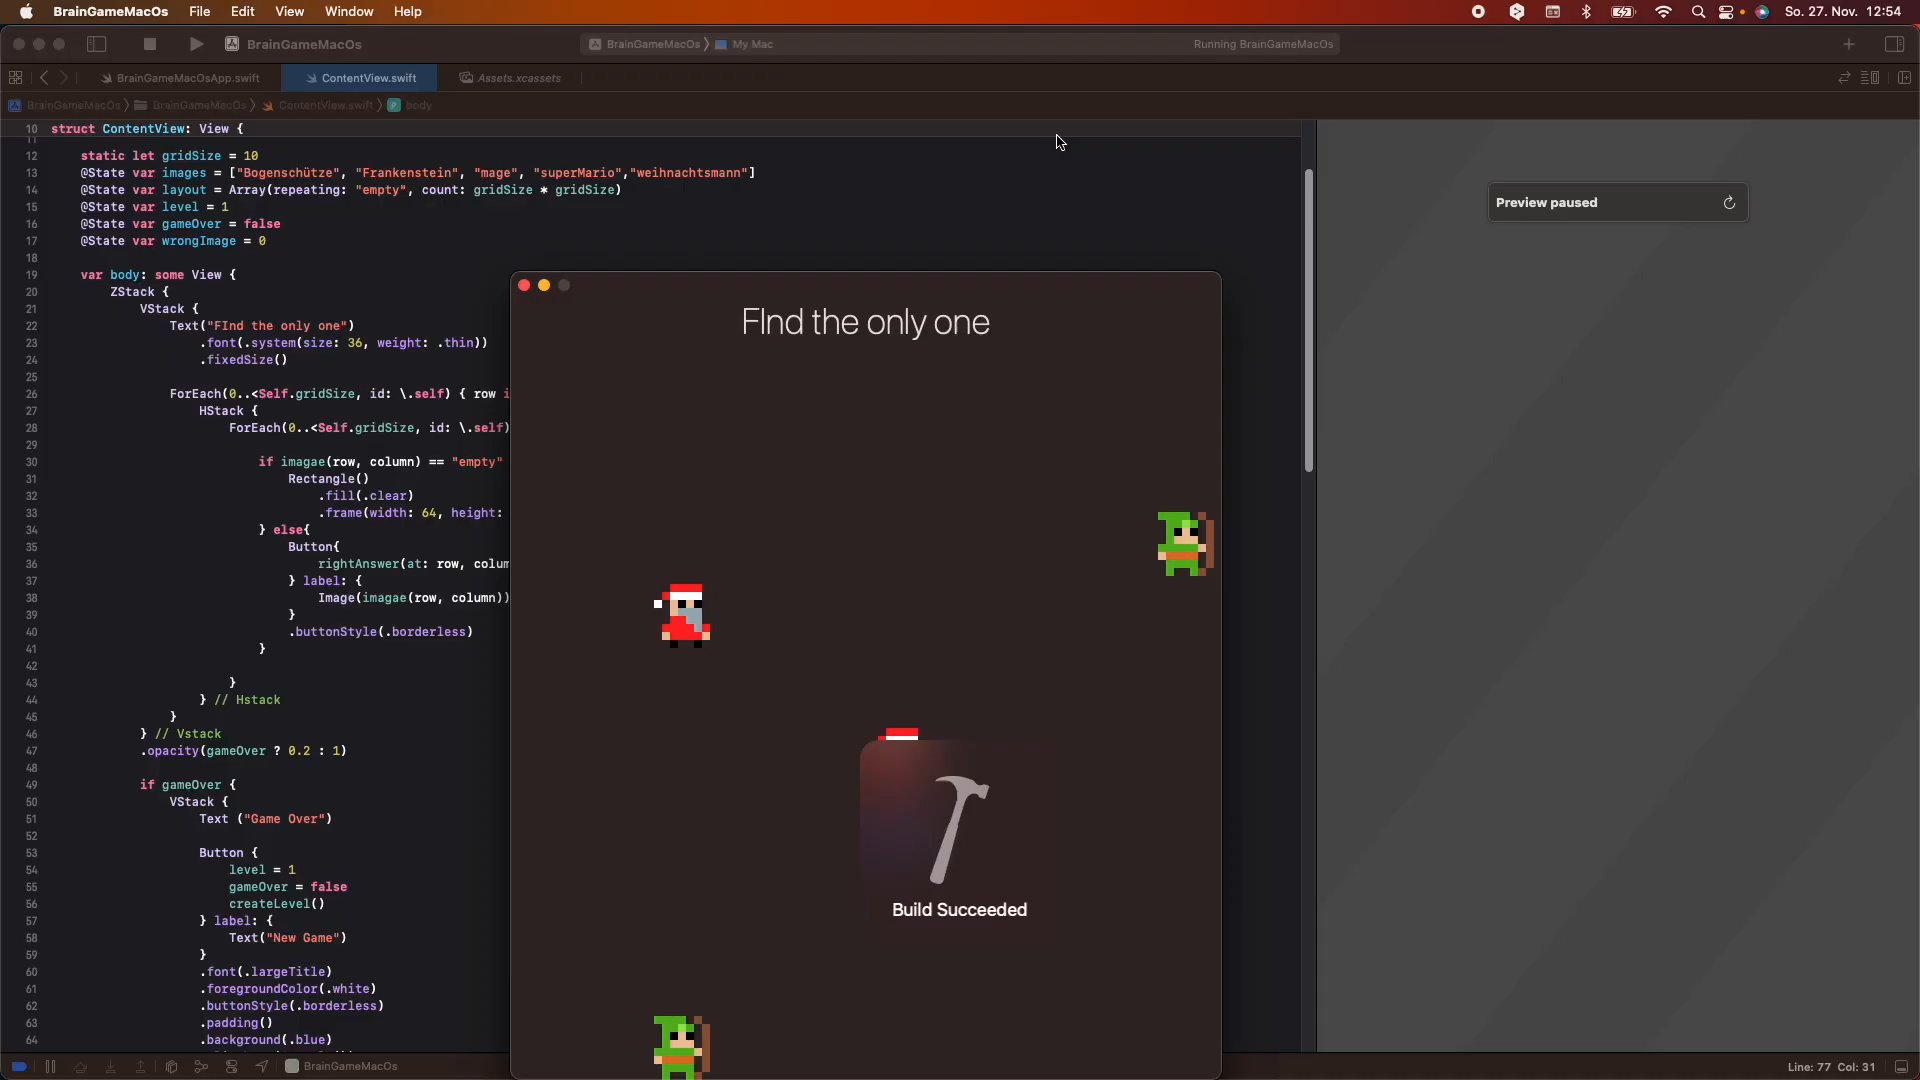 BrainGameMacOs File Edit View Window Help So. 27. Nov. 12:54
BrainGameMacOs BrainGameMacOs My Mac Running BrainGameMacOs
BrainGameMacOsApp.swift ContentView.swift Assets.xcassets
BrainGameMacOs BrainGameMacOs ContentView.swift body
10 struct ContentView: View {
11
12 static let gridSize = 10
13 @State var images = ["Bogenschütze", "Frankenstein", "mage", "superMario","weihnachtsmann"]
14 @State var layout = Array(repeating: "empty", count: gridSize * gridSize)
15 @State var level = 1
16 @State var gameOver = false
17 @State var wrongImage = 0
18
19 var body: some View {
20 ZStack {
21 VStack {
22 Text("FInd the only one")
23 .font(.system(size: 36, weight: .thin))
24 .fixedSize()
25
26 ForEach(0..<Self.gridSize, id: \.self) { row i
27 HStack {
28 ForEach(0..<Self.gridSize, id: \.self)
29
30 if imagae(row, column) == "empty"
31 Rectangle()
32 .fill(.clear)
33 .frame(width: 64, height:
34 } else{
35 Button{
36 rightAnswer(at: row, colum
37 } label: {
38 Image(imagae(row, column))
39 }
40 .buttonStyle(.borderless)
41 }
42
43 }
44 } // Hstack
45 }
46 } // Vstack
47 .opacity(gameOver ? 0.2 : 1)
48
49 if gameOver {
50 VStack {
51 Text ("Game Over")
52
53 Button {
54 level = 1
55 gameOver = false
56 createLevel()
57 } label: {
58 Text("New Game")
59 }
60 .font(.largeTitle)
61 .foregroundColor(.white)
62 .buttonStyle(.borderless)
63 .padding()
64 .background(.blue)
Preview paused
FInd the only one
Build Succeeded
BrainGameMacOs Line: 77 Col: 31